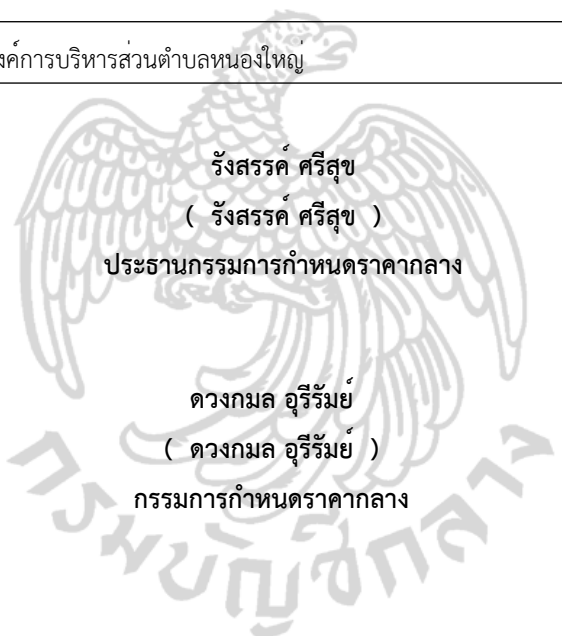 งค์การบริหารส่วนตำบลหนองใหญ่
รังสรรค์ ศรีสุข
( รังสรรค์ ศรีสุข )
ประธานกรรมการกำหนดราคากลาง
ดวงกมล อุรีรัมย์
( ดวงกมล อุรีรัมย์ )
กรรมการกำหนดราคากลาง
กรมบัญชีกลาง